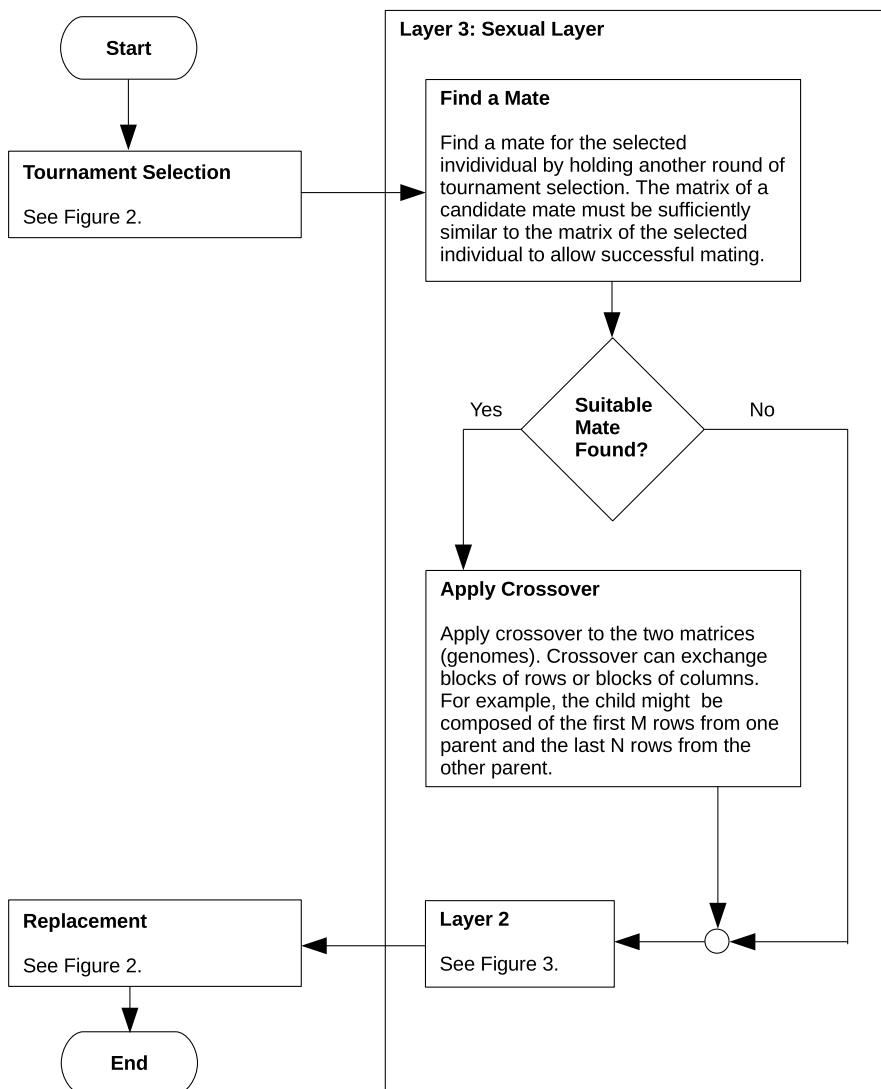 Start
Layer 3: Sexual Layer
Find a Mate
Find a mate for the selected
invidividual by holding another round of
tournament selection. The matrix of a
candidate mate must be sufficiently
similar to the matrix of the selected
individual to allow successful mating.
Tournament Selection
See Figure 2.
Suitable
Mate
Found?
Yes
No
Apply Crossover
Apply crossover to the two matrices
(genomes). Crossover can exchange
blocks of rows or blocks of columns.
For example, the child might  be
composed of the first M rows from one
parent and the last N rows from the
other parent.
Layer 2
See Figure 3.
Replacement
See Figure 2.
End